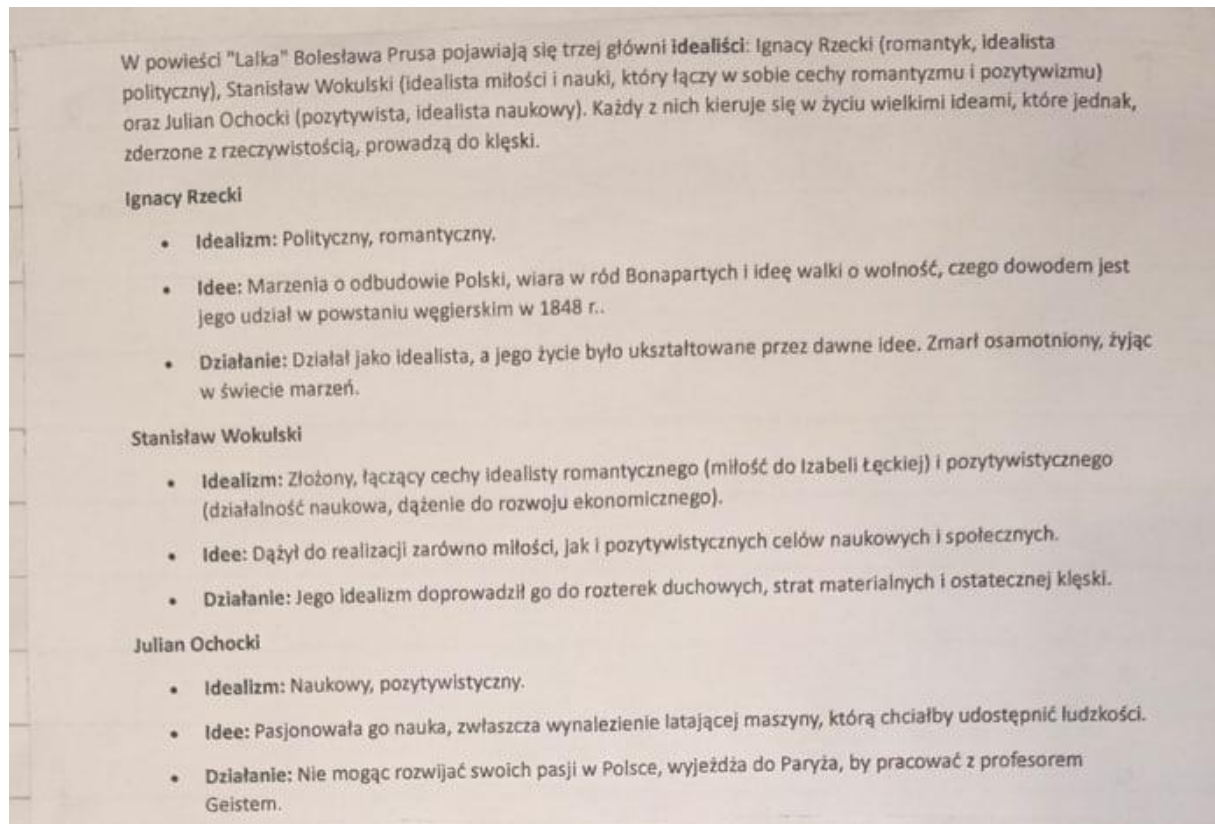 W powieści "Lalka" Bolesława Prusa pojawiają się trzej główni idealiści: Ignacy Rzecki (romantyk, idealista
polityczny), Stanisław Wokulski (idealista miłości i nauki, który łączy w sobie cechy romantyzmu i pozytywizmu)
oraz Julian Ochocki (pozytywista, idealista naukowy). Każdy z nich kieruje się w życiu wielkimi ideami, które jednak,
zderzone z rzeczywistością, prowadzą do klęski.
Ignacy Rzecki
• Idealizm: Polityczny, romantyczny.
• Idee: Marzenia o odbudowie Polski, wiara w ród Bonapartych i ideę walki o wolność, czego dowodem jest
jego udział w powstaniu węgierskim w 1848 r..
• Działanie: Działał jako idealista, a jego życie było ukształtowane przez dawne idee. Zmarł osamotniony, żyjąc
w świecie marzeń.
Stanisław Wokulski
• Idealizm: Złożony, łączący cechy idealisty romantycznego (miłość do Izabeli Łęckiej) i pozytywistycznego
(działalność naukowa, dążenie do rozwoju ekonomicznego).
• Idee: Dążył do realizacji zarówno miłości, jak i pozytywistycznych celów naukowych i społecznych.
• Działanie: Jego idealizm doprowadził go do rozterek duchowych, strat materialnych i ostatecznej klęski.
Julian Ochocki
• Idealizm: Naukowy, pozytywistyczny.
• Idee: Pasjonowała go nauka, zwłaszcza wynalezienie latającej maszyny, którą chciałby udostępnić ludzkości.
• Działanie: Nie mogąc rozwijać swoich pasji w Polsce, wyjeżdża do Paryża, by pracować z profesorem
Geistem.